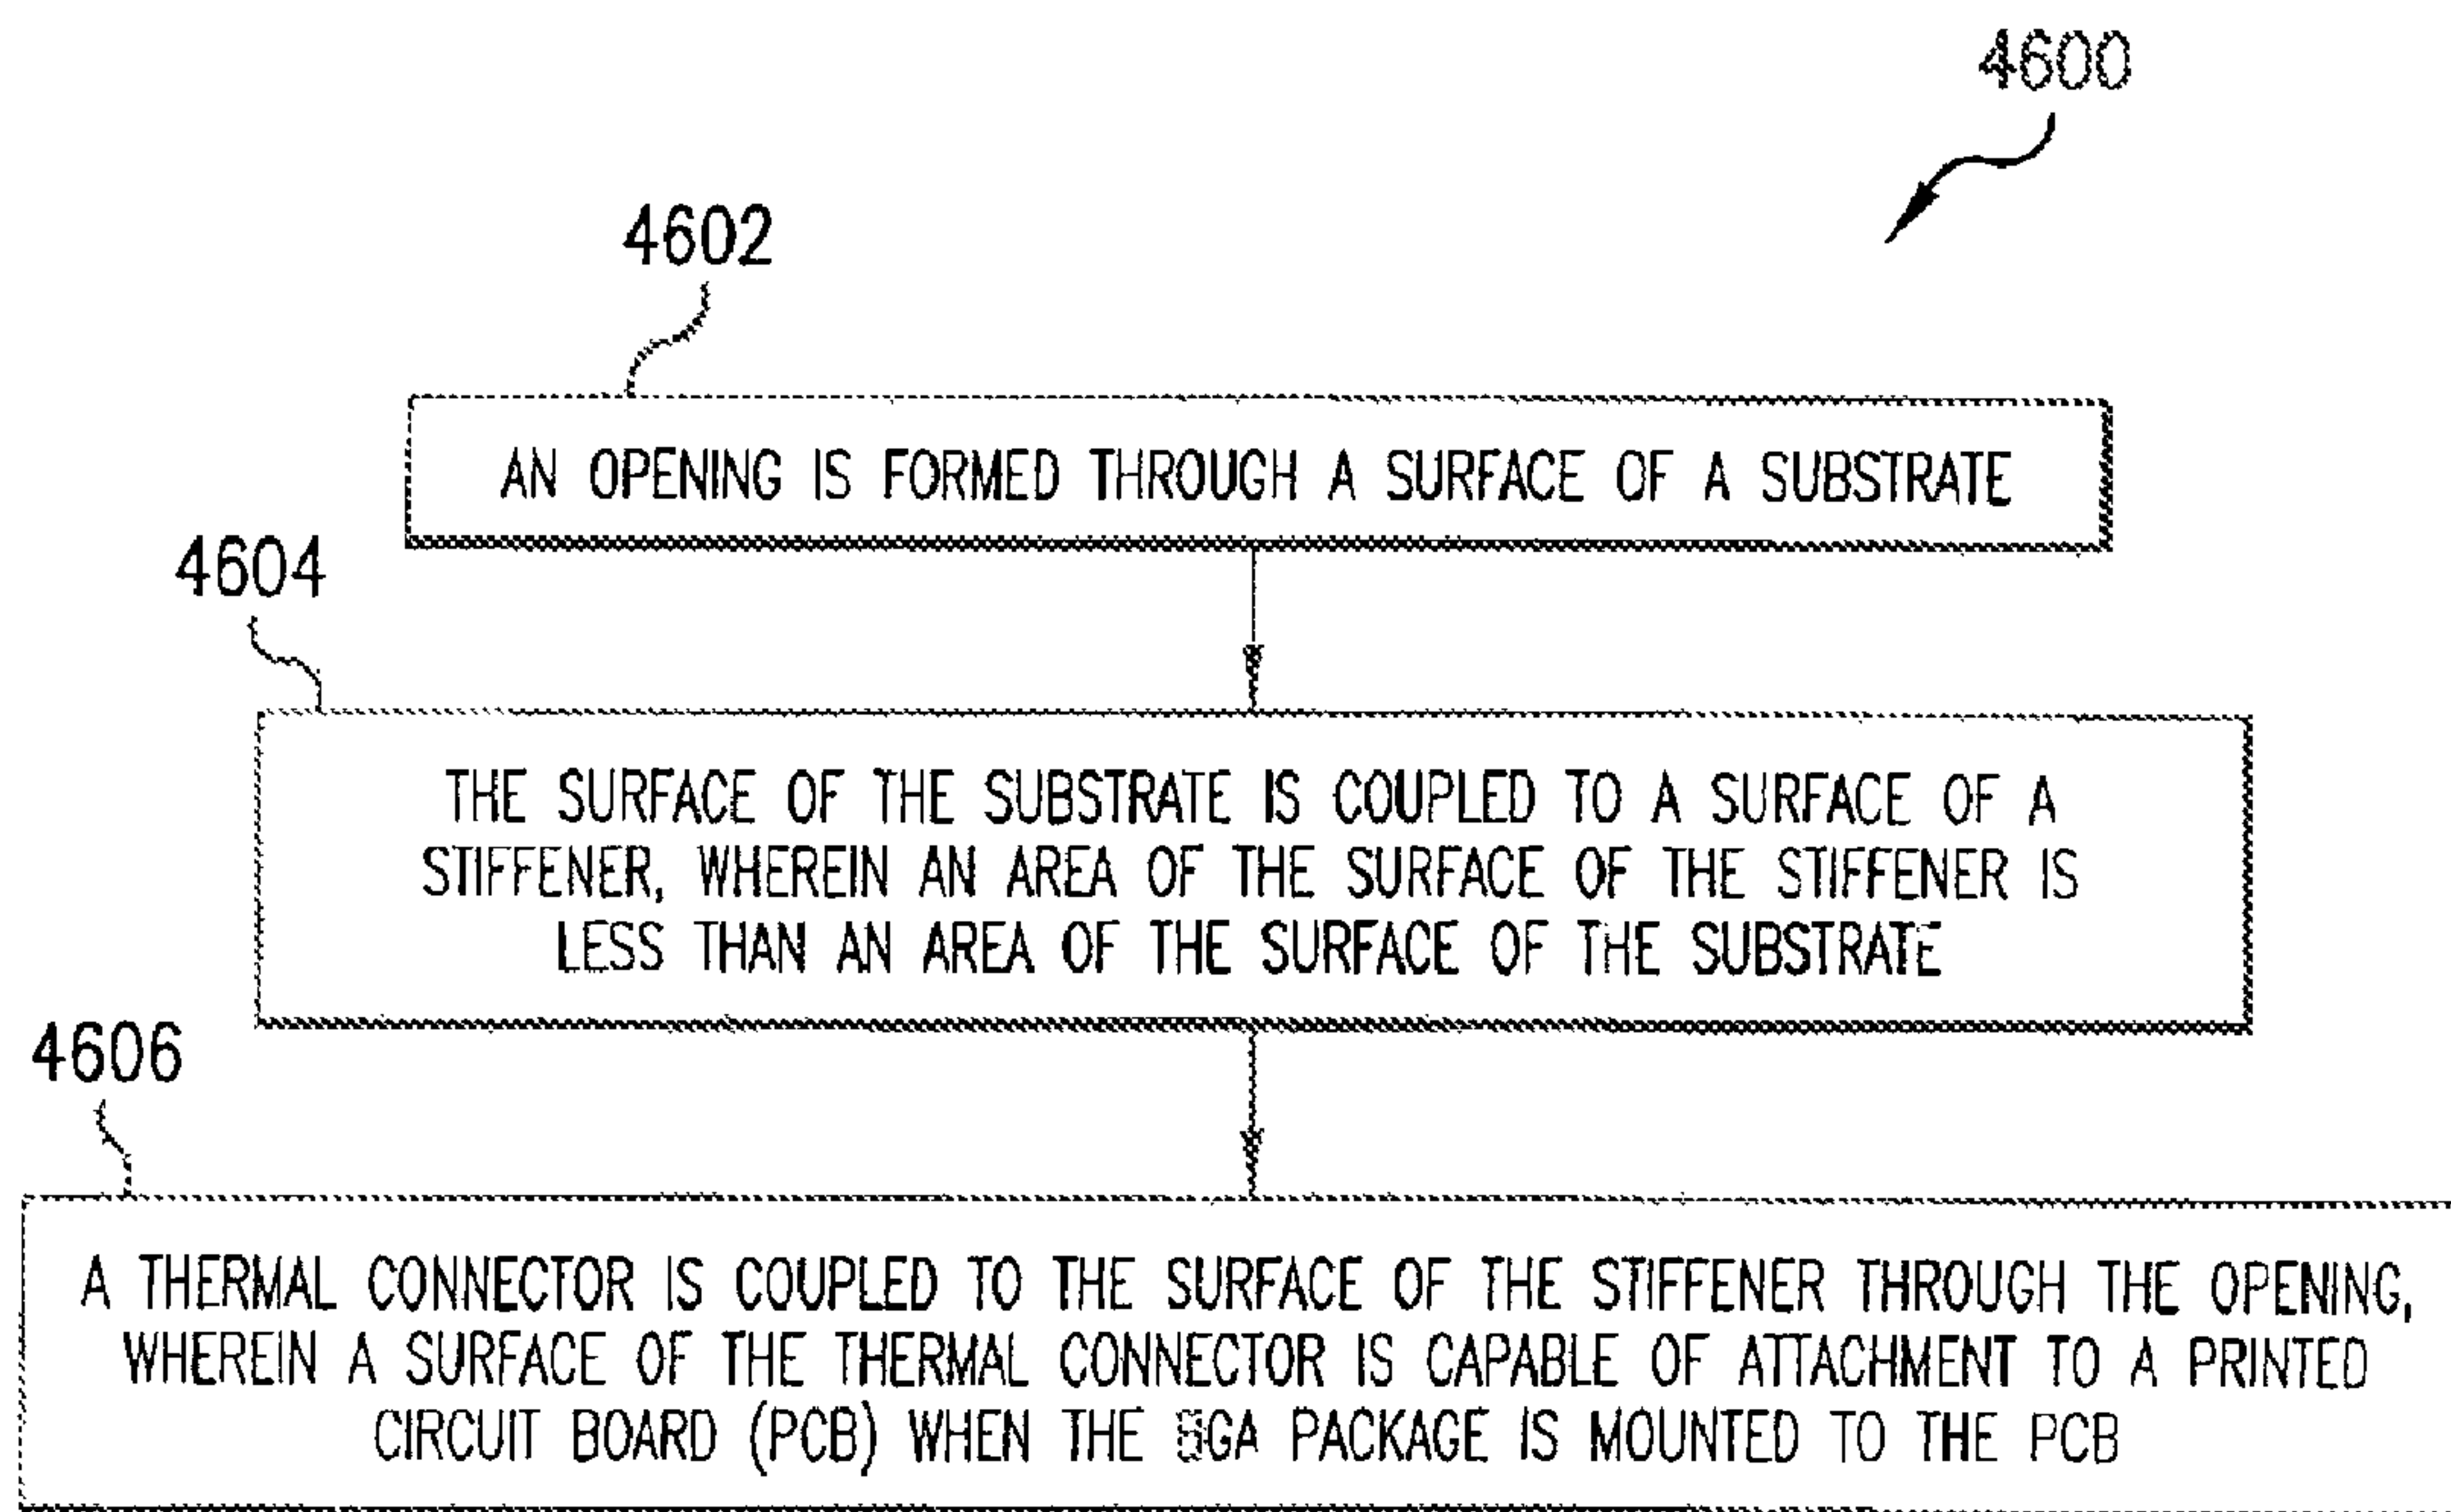 4600
4602
AN OPENING IS FORMED THROUGH A SURFACE OF A SUBSTRATE
4604
THE SURFACE OF THE SUBSTRATE IS COUPLED TO A SURFACE OF A
STIFFENER, WHEREIN AN AREA OF THE SURFACE OF THE STIFFENER IS
LESS THAN AN AREA OF THE SURFACE OF THE SUBSTRATE
4606
A THERMAL CONNECTOR IS COUPLED TO THE SURFACE OF THE STIFFENER THROUGH THE OPENING,
WHEREIN A SURFACE OF THE THERMAL CONNECTOR IS CAPABLE OF ATTACHMENT TO A PRINTED
CIRCUIT BOARD (PCB) WHEN THE BGA PACKAGE IS MOUNTED TO THE PCB